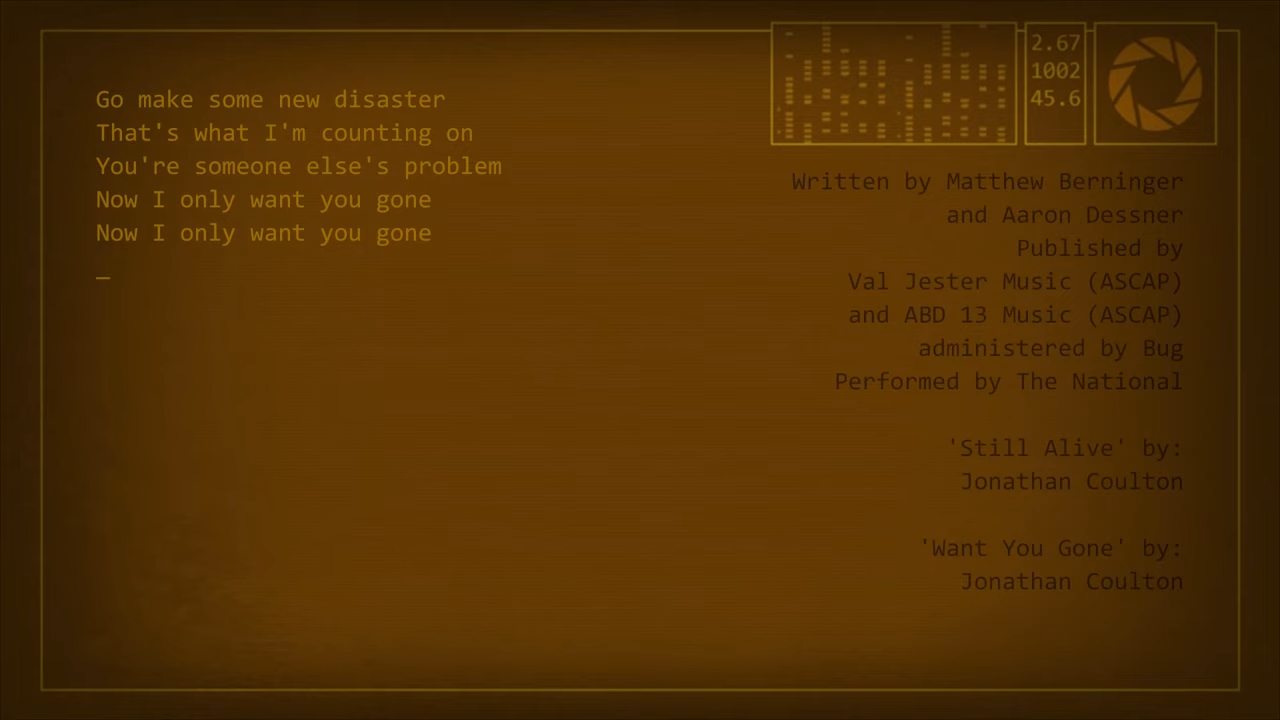 Go make some new disaster
That's what I'm counting on
You're someone else's problem
Now I only want you gone
Now I only want you gone
_
2.67
1002
45.6
Written by Matthew Berninger
and Aaron Dessner
Published by
Val Jester Music (ASCAP)
and ABD 13 Music (ASCAP)
administered by Bug
Performed by The National
'Still Alive' by:
Jonathan Coulton
'Want You Gone' by:
Jonathan Coulton